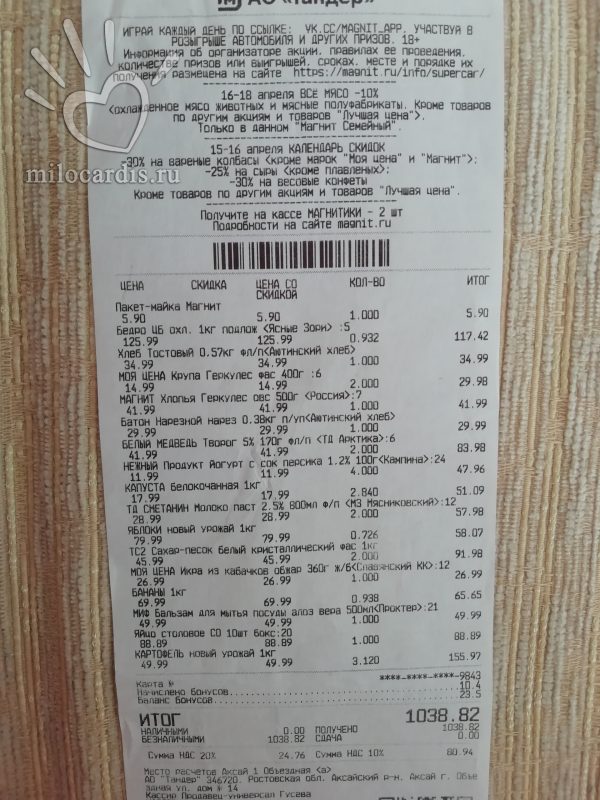 АО "Тандер"
ИГРАЙ КАЖДЫЙ ДЕНЬ ПО ССЫЛКЕ: VK.CC/MAGNIT_APP. УЧАСТВУЙ В
РОЗЫГРЫШЕ АВТОМОБИЛЯ И ДРУГИХ ПРИЗОВ. 18+
Информация об организаторе акции, правилах ее проведения,
количестве призов или выигрышей, сроках, месте и порядке их
получения размещена на сайте https://magnit.ru/info/supercar/
16-18 апреля ВСЁ МЯСО -10%
<охлажденное мясо животных и мясные полуфабрикаты. Кроме товаров
по другим акциям и товаров "Лучшая цена">.
Только в данном "Магнит Семейный".
15-16 апреля КАЛЕНДАРЬ СКИДОК
-30% на вареные колбасы <кроме марок "Моя цена" и "Магнит">;
-25% на сыры <кроме плавленых>;
-30% на весовые конфеты
Кроме товаров по другим акциям и товаров "Лучшая цена".
milocardis.ru
Получите на кассе МАГНИТИКИ - 2 шт
Подробности на сайте magnit.ru
ЦЕНА СКИДКА ЦЕНА СО СКИДКОЙ КОЛ-ВО ИТОГ
Пакет-майка Магнит
5.90 5.90 1.000 5.90
Бедро ЦБ охл. 1кг подлож <Ясные Зори> :5
125.99 125.99 0.932 117.42
Хлеб Тостовый 0.57кг фл/п<Аютинский хлеб>
34.99 34.99 1.000 34.99
МОЯ ЦЕНА Крупа Геркулес фас 400г :6
14.99 14.99 2.000 29.98
МАГНИТ Хлопья Геркулес овс 500г <Россия>:7
41.99 41.99 1.000 41.99
Батон Нарезной нарез 0.38кг п/уп<Аютинский хлеб>
29.99 29.99 1.000 29.99
БЕЛЫЙ МЕДВЕДЬ Творог 5% 170г фл/п <ТД Арктика>:6
41.99 41.99 2.000 83.98
НЕЖНЫЙ Продукт йогурт с сок персика 1.2% 100г<Кампина>:24
11.99 11.99 4.000 47.96
КАПУСТА Белокочанная 1кг
17.99 17.99 2.840 51.09
ТД СМЕТАНИН Молоко паст 2.5% 800мл ф/п <МЗ Мясниковский>:12
28.99 28.99 2.000 57.98
ЯБЛОКИ новый урожай 1кг
79.99 79.99 0.726 58.07
ТС2 Сахар-песок белый кристаллический фас 1кг
45.99 45.99 2.000 91.98
МОЯ ЦЕНА Икра из кабачков обжар 360г ж/б<Славянский КК>:12
26.99 26.99 1.000 26.99
БАНАНЫ 1кг
69.99 69.99 0.938 65.65
МИФ Бальзам для мытья посуды алоэ вера 500мл<Проктер>:21
49.99 49.99 1.000 49.99
Яйцо столовое СО 10шт бокс:20
88.89 88.89 1.000 88.89
КАРТОФЕЛЬ новый урожай 1кг
49.99 49.99 3.120 155.97
Карта № ****-****-****-9843
Начислено бонусов 10.4
Баланс бонусов 23.5
ИТОГ 1038.82
НАЛИЧНЫМИ 0.00 ПОЛУЧЕНО 1038.82
БЕЗНАЛИЧНЫМИ 1038.82 СДАЧА 0.00
Сумма НДС 20% 24.76 Сумма НДС 10% 80.94
Место расчетов Аксай 1 Объездная <а>
АО "Тандер" 346720, Ростовская обл. Аксайский р-н, Аксай г, Объе
здная ул, дом № 14
Кассир Продавец-универсал Гусева